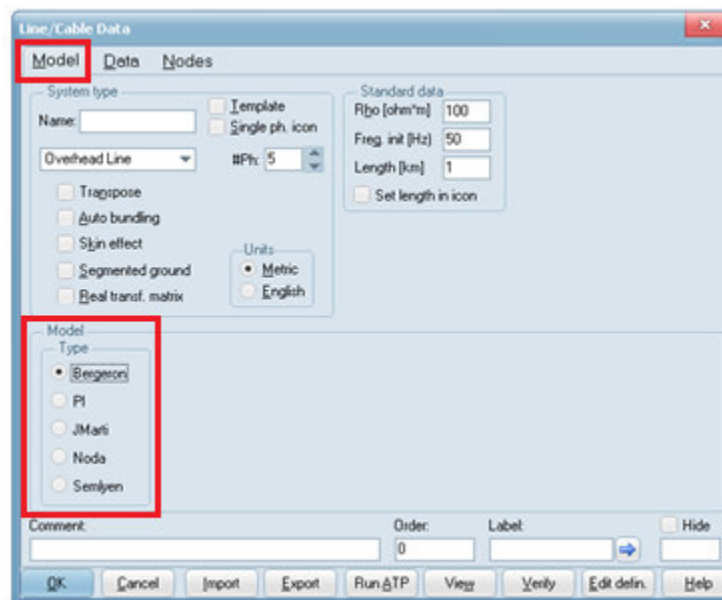 Line/Cable Data
Model Data Nodes
System type
Name:
Template
Single ph. icon
Overhead Line
#Ph: 5
Transpose
Auto bundling
Skin effect
Segmented ground
Real transf. matrix
Units
Metric
English
Standard data
Rho [ohm*m] 100
Freq. init [Hz] 50
Length [km] 1
Set length in icon
Model
Type
Bergeron
PI
JMarti
Noda
Semlyen
Comment: Order: Label: Hide
0
OK Cancel Import Export Run ATP View Verify Edit defin. Help